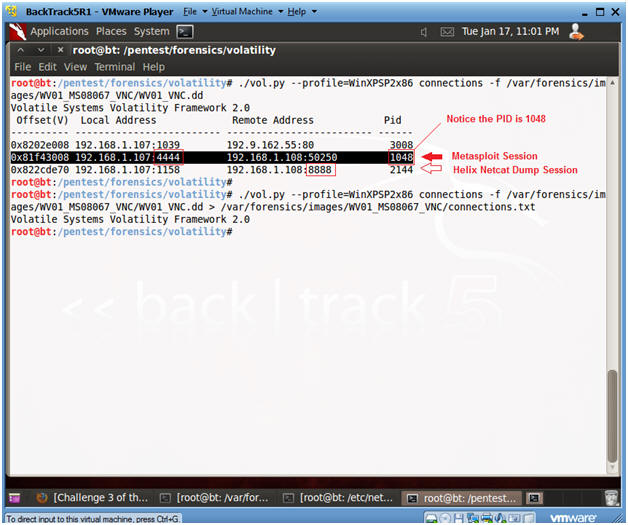 BackTrack5R1 - VMware Player File Virtual Machine Help
Applications Places System Tue Jan 17, 11:01 PM
root@bt: /pentest/forensics/volatility
File Edit View Terminal Help
root@bt:/pentest/forensics/volatility# ./vol.py --profile=WinXPSP2x86 connections -f /var/forensics/im
ages/WV01_MS08067_VNC/WV01_VNC.dd
Volatile Systems Volatility Framework 2.0
Offset(V) Local Address Remote Address Pid
---------- ------------------------- ------------------------- ------
0x8202e008 192.168.1.107:1039 192.9.162.55:80 3008
0x81f43008 192.168.1.107:4444 192.168.1.108:50250 1048
0x822cde70 192.168.1.107:1158 192.168.1.108:8888 2144
Notice the PID is 1048
Metasploit Session
Helix Netcat Dump Session
root@bt:/pentest/forensics/volatility#
root@bt:/pentest/forensics/volatility# ./vol.py --profile=WinXPSP2x86 connections -f /var/forensics/im
ages/WV01_MS08067_VNC/WV01_VNC.dd > /var/forensics/images/WV01_MS08067_VNC/connections.txt
Volatile Systems Volatility Framework 2.0
root@bt:/pentest/forensics/volatility#
<< back | track 5
[Challenge 3 of th... [root@bt: /var/for... [root@bt: /etc/net... root@bt: /pentest...
To direct input to this virtual machine, press Ctrl+G. vmware